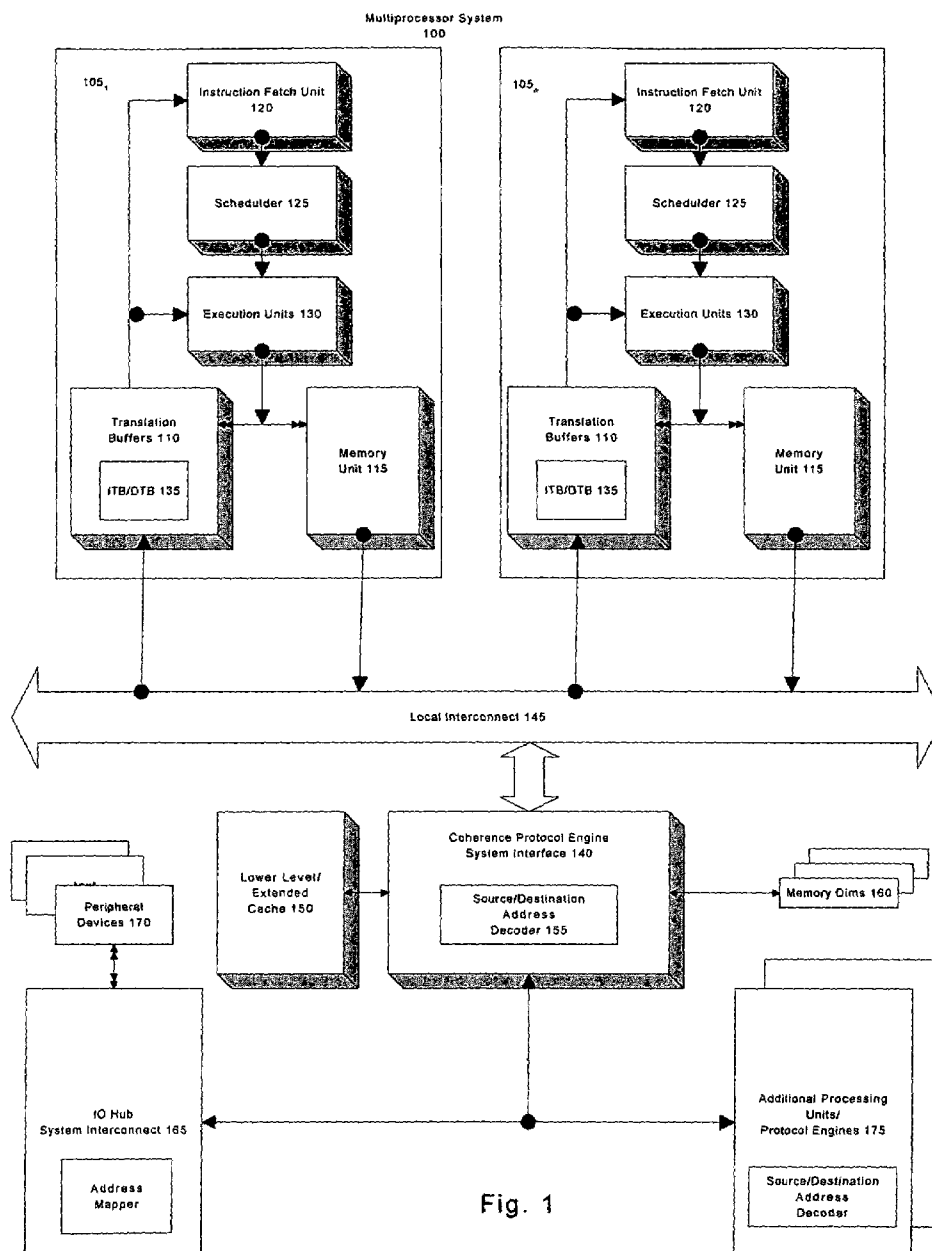 Multiprocessor System
100
105₁
Instruction Fetch Unit
120
Schedulder 125
Execution Units 130
Translation
Buffers 110
ITB/DTB 135
Memory
Unit 115
Instruction Fetch Unit
120
Schedulder 125
Execution Units 130
Translation
Buffers 110
ITB/DTB 135
Memory
Unit 115
Local Interconnect 145
Lower Level/
Extended
Cache 150
Coherence Protocol Engine
System Interface 140
Source/Destination
Address
Decoder 155
Memory Dims 160
Peripheral
Devices 170
IO Hub
System Interconnect 165
Address
Mapper
Additional Processing
Units/
Protocol Engines 175
Source/Destination
Address
Decoder
Fig. 1